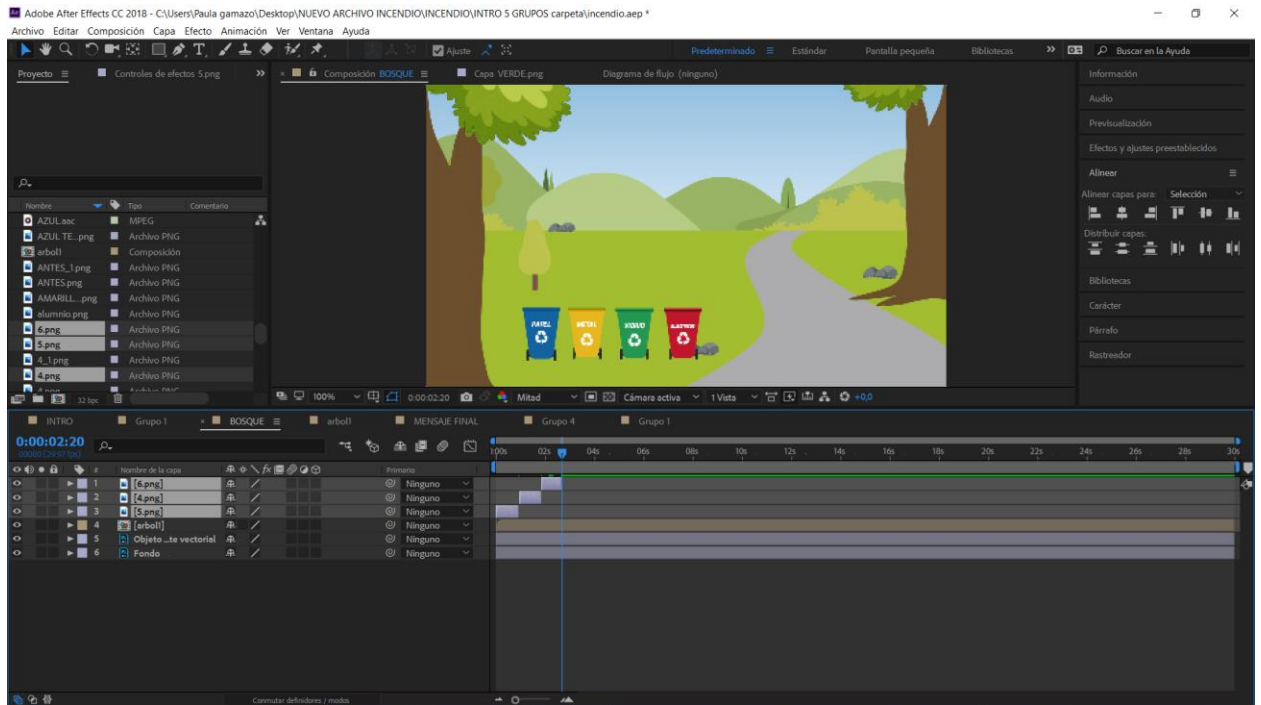 Adobe After Effects CC 2018 - C:\Users\Paula gamazo\Desktop\NUEVO ARCHIVO INCENDIO\INCENDIO\INTRO 5 GRUPOS carpeta\incendio.aep *
Archivo Editar Composición Capa Efecto Animación Ver Ventana Ayuda
Ajuste Predeterminado Estándar Pantalla pequeña Bibliotecas Buscar en la Ayuda
Proyecto Controles de efectos 5.png Composición BOSQUE Capa VERDE.png Diagrama de flujo (ninguno)
Información
Audio
Previsualización
Efectos y ajustes preestablecidos
Alinear
Alinear capas para: Selección
Distribuir capas:
Bibliotecas
Carácter
Párrafo
Rastreador
Nombre Tipo Comentario
AZUL.aac MPEG
AZUL TE...png Archivo PNG
arbol1 Composición
ANTES_1.png Archivo PNG
ANTES.png Archivo PNG
AMARILL...png Archivo PNG
alumnio.png Archivo PNG
6.png Archivo PNG
5.png Archivo PNG
4_1.png Archivo PNG
4.png Archivo PNG
32 bpc
PAPEL METAL VIDRIO
100% 0:00:02:20 Mitad Cámara activa 1 Vista +0,0
INTRO Grupo 1 BOSQUE arbol1 MENSAJE FINAL Grupo 4 Grupo 1
0:00:02:20
00080 (29.97 fps)
:00s 02s 04s 06s 08s 10s 12s 14s 16s 18s 20s 22s 24s 26s 28s 30s
# Nombre de la capa Primario
1 [6.png] Ninguno
2 [4.png] Ninguno
3 [5.png] Ninguno
4 [arbol1] Ninguno
5 Objeto ...te vectorial Ninguno
6 Fondo Ninguno
Conmutar definidores / modos